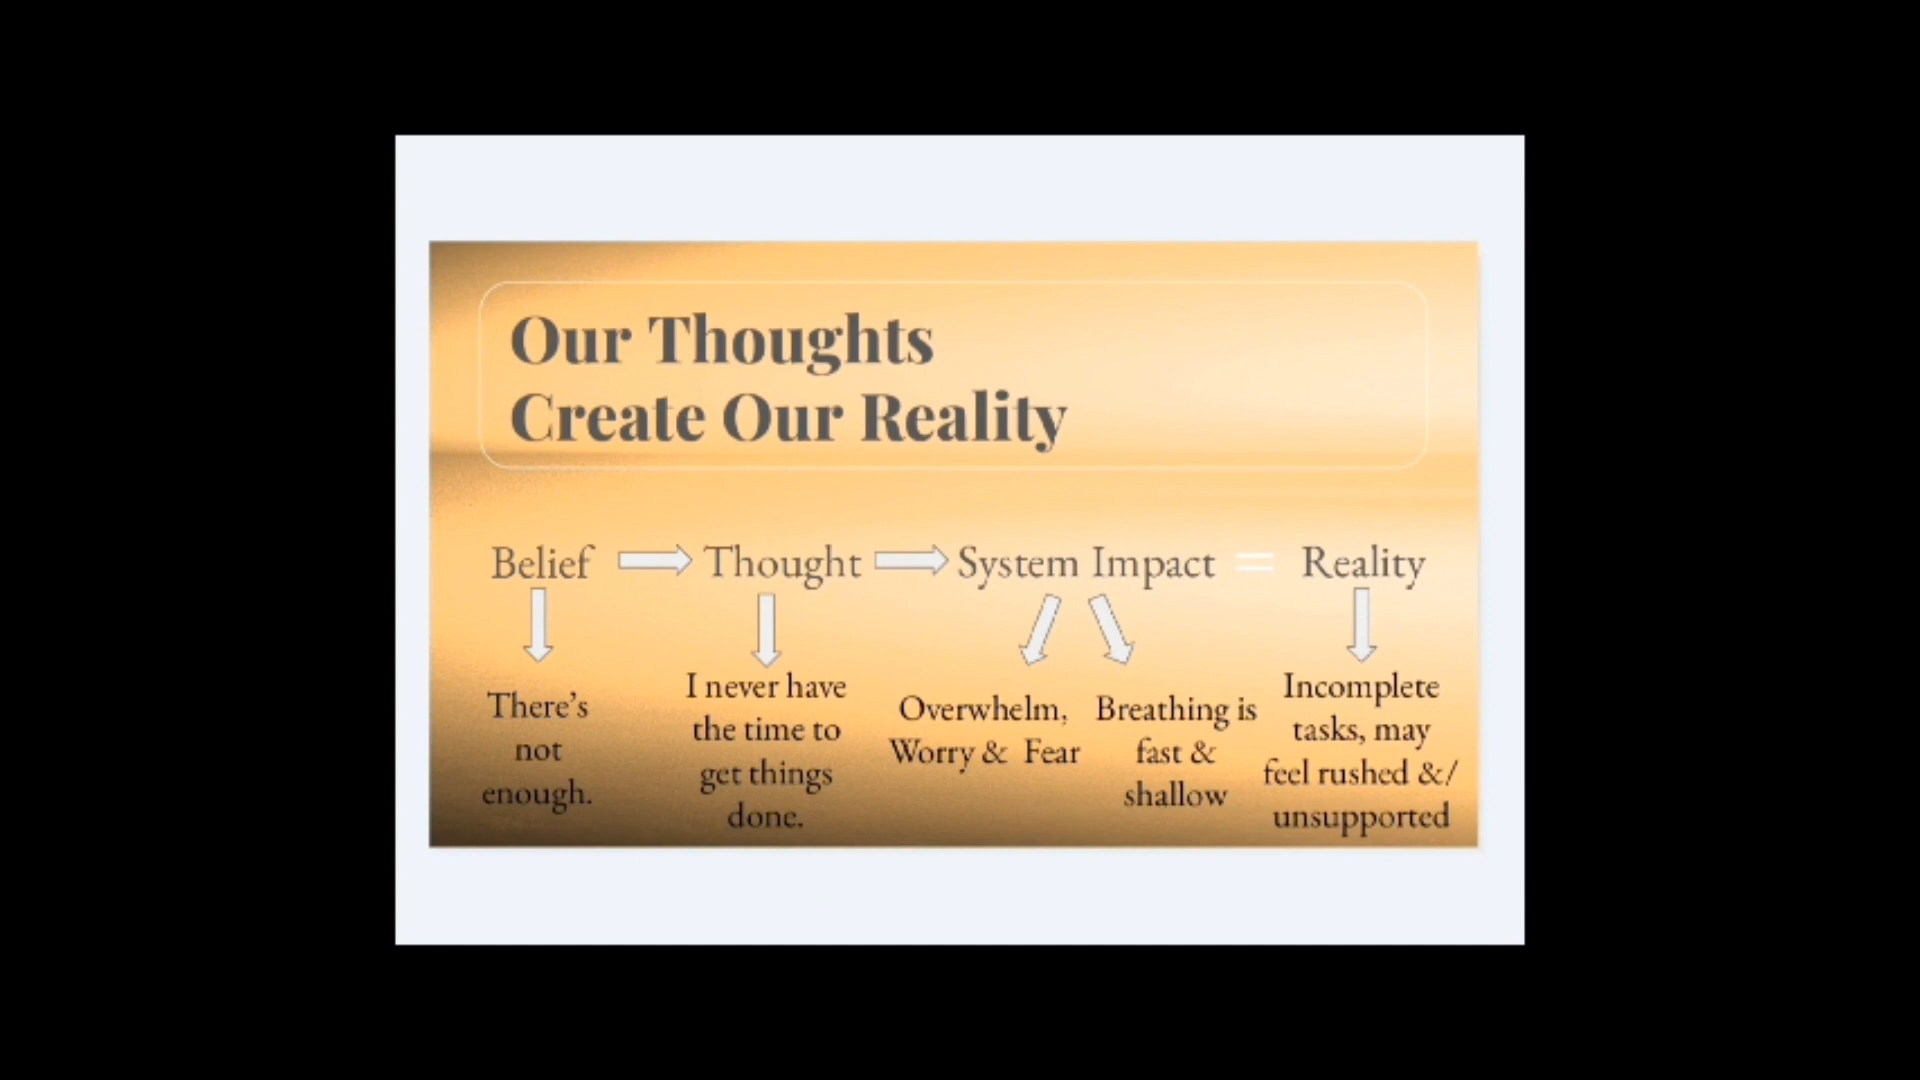 Our Thoughts
Create Our Reality
Belief Thought System Impact = Reality
There's
not
enough.
I never have
the time to
get things
done.
Overwhelm,
Worry & Fear
Breathing is
fast &
shallow
Incomplete
tasks, may
feel rushed &/
unsupported